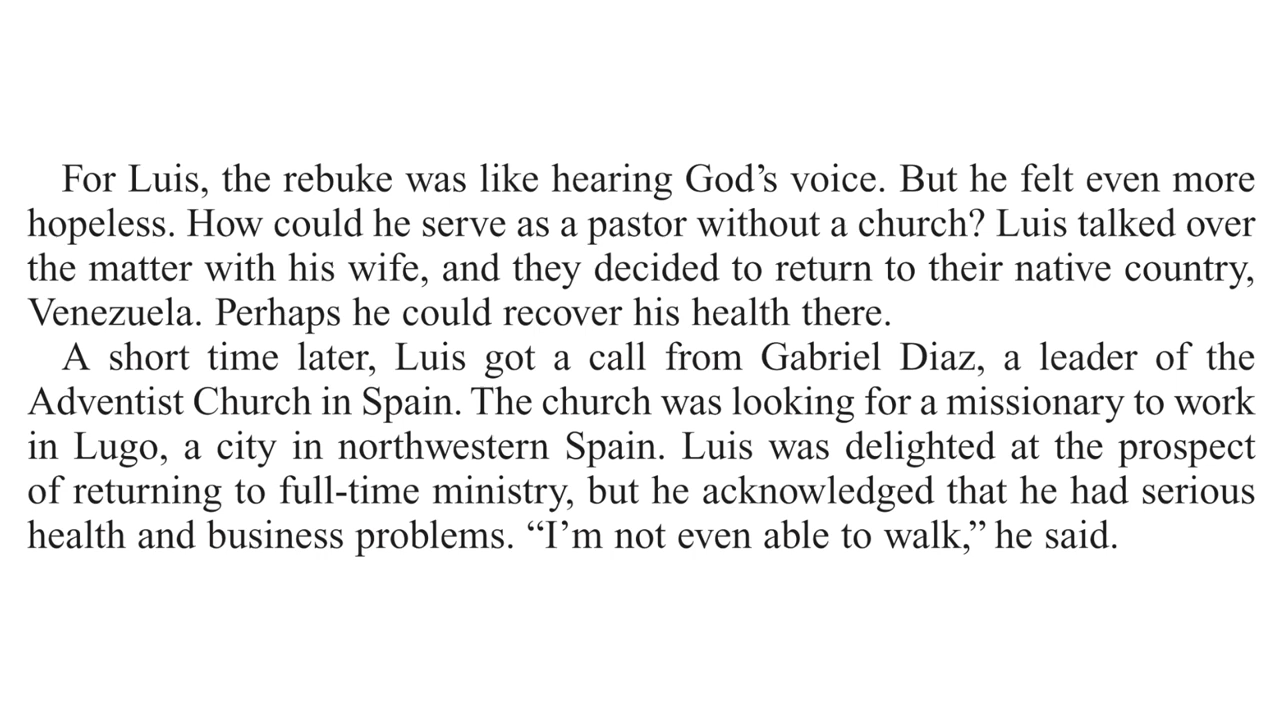 For Luis, the rebuke was like hearing God’s voice. But he felt even more
hopeless. How could he serve as a pastor without a church? Luis talked over
the matter with his wife, and they decided to return to their native country,
Venezuela. Perhaps he could recover his health there.
A short time later, Luis got a call from Gabriel Diaz, a leader of the
Adventist Church in Spain. The church was looking for a missionary to work
in Lugo, a city in northwestern Spain. Luis was delighted at the prospect
of returning to full-time ministry, but he acknowledged that he had serious
health and business problems. “I’m not even able to walk,” he said.